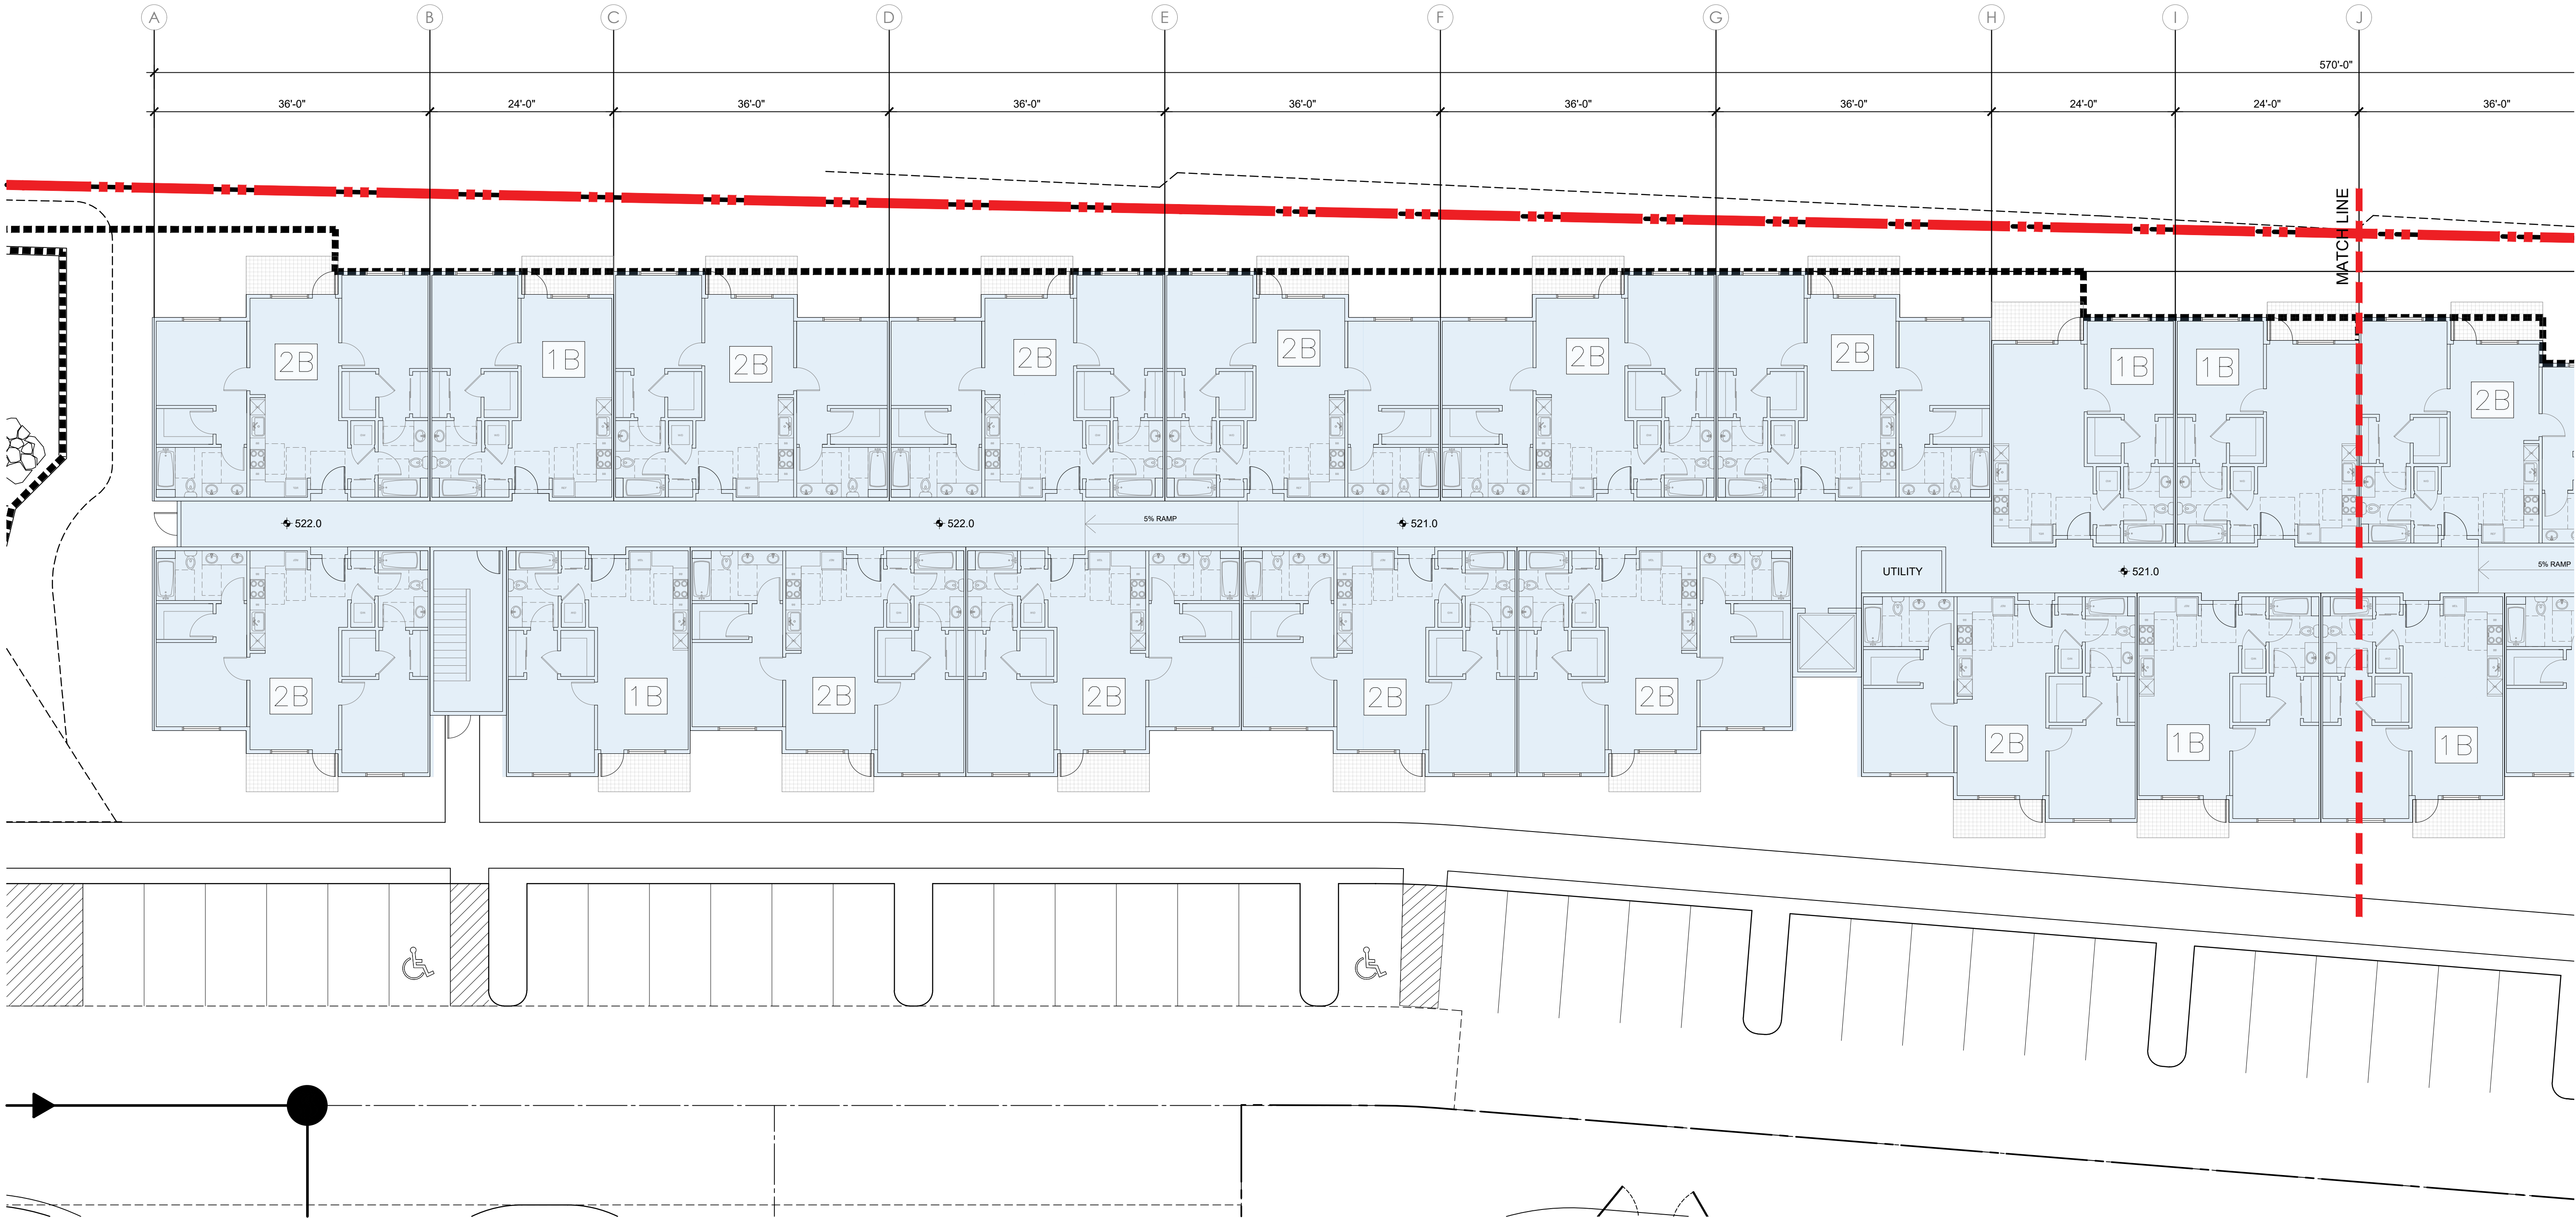 A B C D E F G H I J
570'-0"
36'-0" 24'-0" 36'-0" 36'-0" 36'-0" 36'-0" 36'-0" 24'-0" 24'-0" 36'-0"
MATCH LINE
2B 1B 2B 2B 2B 2B 2B 1B 1B 2B
522.0 522.0 5% RAMP 521.0
UTILITY 521.0 5% RAMP
2B 1B 2B 2B 2B 2B 2B 1B 1B